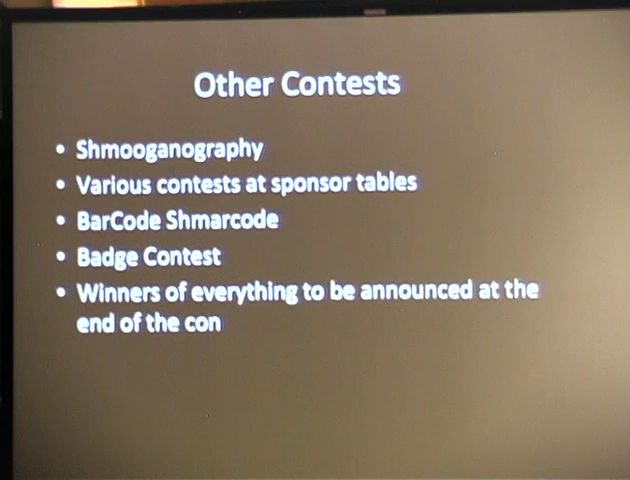 Other Contests
• Shmooganography
• Various contests at sponsor tables
• BarCode Shmarcode
• Badge Contest
• Winners of everything to be announced at the
end of the con